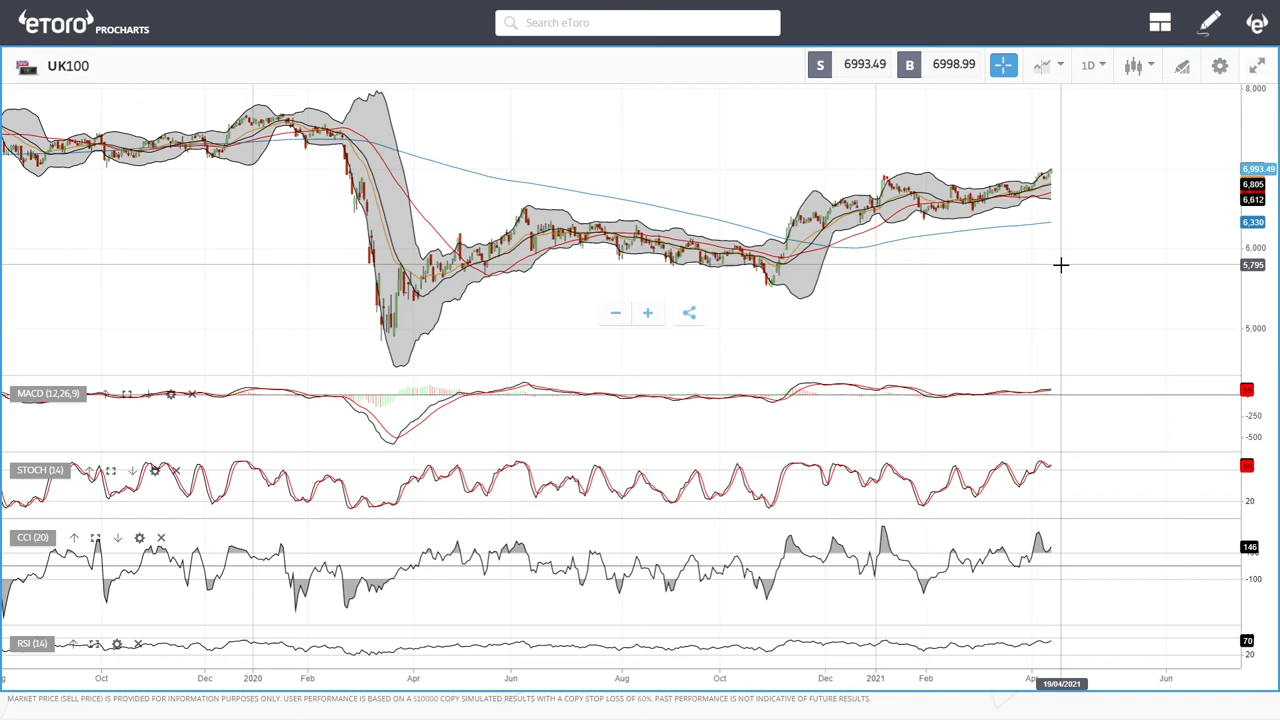 eToro PROCHARTS
Search eToro
UK100
S 6993.49 B 6998.99
1D
8,000
6,993.49
6,805
6,612
6,330
6,000
5,795
5,000
MACD (12,26,9)
-250
-500
STOCH (14)
20
CCI (20)
146
-100
RSI (14)
70
20
Oct Dec 2020 Feb Apr Jun Aug Oct Dec 2021 Feb Apr Jun
19/04/2021
MARKET PRICE (SELL PRICE) IS PROVIDED FOR INFORMATION PURPOSES ONLY. USER PERFORMANCE IS BASED ON A $10000 COPY SIMULATED RESULTS WITH A COPY STOP LOSS OF 60%. PAST PERFORMANCE IS NOT INDICATIVE OF FUTURE RESULTS.